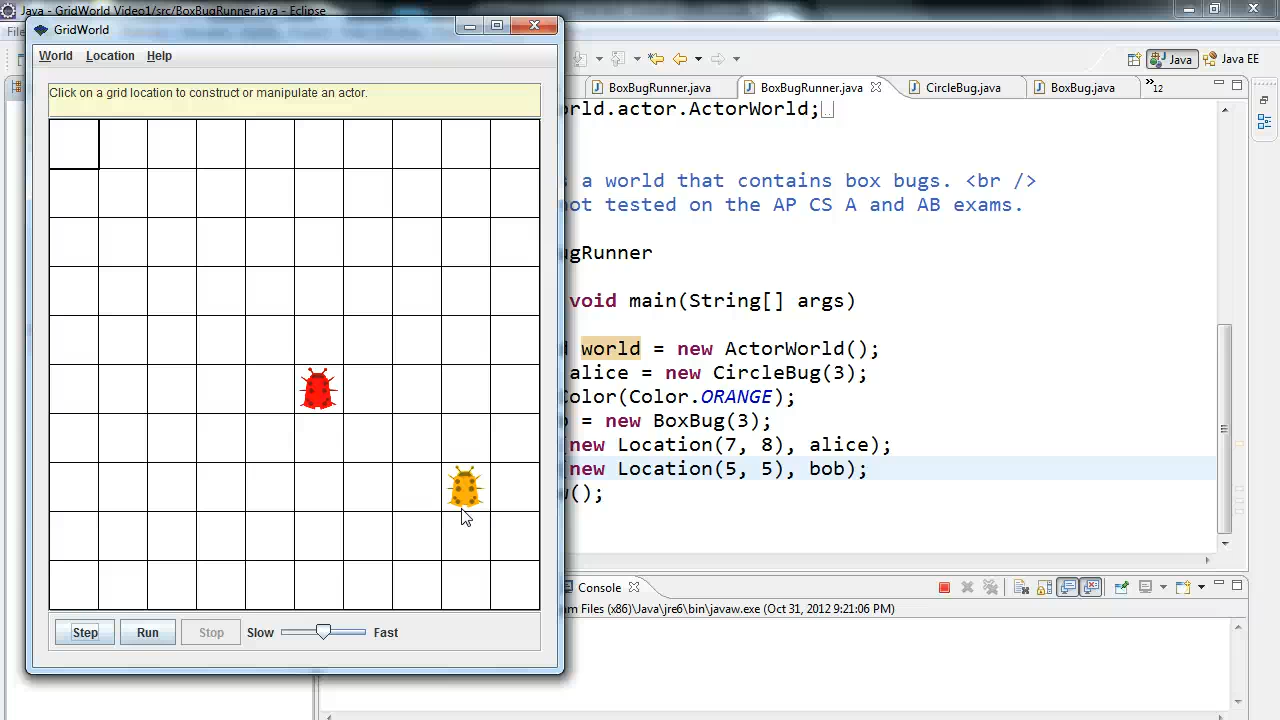 Java - GridWorld Video1/src/BoxBugRunner.java - Eclipse
GridWorld
World Location Help
Java Java EE
Click on a grid location to construct or manipulate an actor.
BoxBugRunner.java BoxBugRunner.java CircleBug.java BoxBug.java »12
rld.actor.ActorWorld;
a world that contains box bugs. <br />
not tested on the AP CS A and AB exams.
ugRunner
void main(String[] args)
world = new ActorWorld();
alice = new CircleBug(3);
Color(Color.ORANGE);
= new BoxBug(3);
(new Location(7, 8), alice);
(new Location(5, 5), bob);
();
Console
am Files (x86)\Java\jre6\bin\javaw.exe (Oct 31, 2012 9:21:06 PM)
Step Run Stop Slow Fast